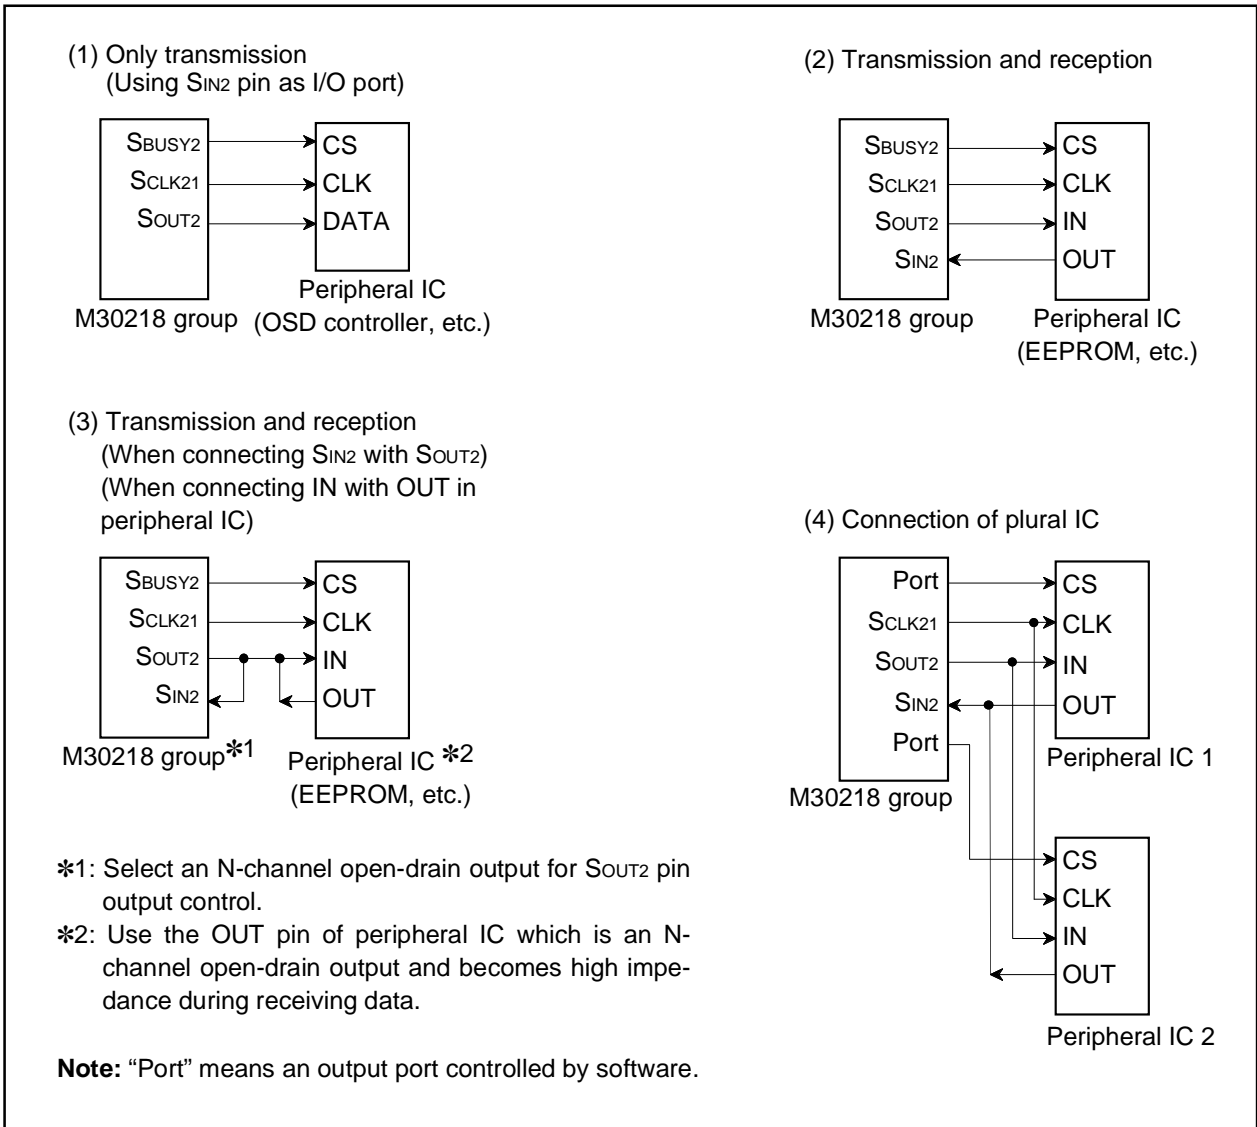 (1) Only transmission
(Using SIN2 pin as I/O port)
SBUSY2
SCLK21
SOUT2
CS
CLK
DATA
M30218 group
Peripheral IC
(OSD controller, etc.)
(2) Transmission and reception
SBUSY2
SCLK21
SOUT2
SIN2
CS
CLK
IN
OUT
M30218 group
Peripheral IC
(EEPROM, etc.)
(3) Transmission and reception
(When connecting SIN2 with SOUT2)
(When connecting IN with OUT in
peripheral IC)
SBUSY2
SCLK21
SOUT2
SIN2
CS
CLK
IN
OUT
M30218 group✻1
Peripheral IC ✻2
(EEPROM, etc.)
✻1: Select an N-channel open-drain output for SOUT2 pin
output control.
✻2: Use the OUT pin of peripheral IC which is an N-
channel open-drain output and becomes high impe-
dance during receiving data.
Note: “Port” means an output port controlled by software.
(4) Connection of plural IC
Port
SCLK21
SOUT2
SIN2
Port
CS
CLK
IN
OUT
M30218 group
Peripheral IC 1
CS
CLK
IN
OUT
Peripheral IC 2